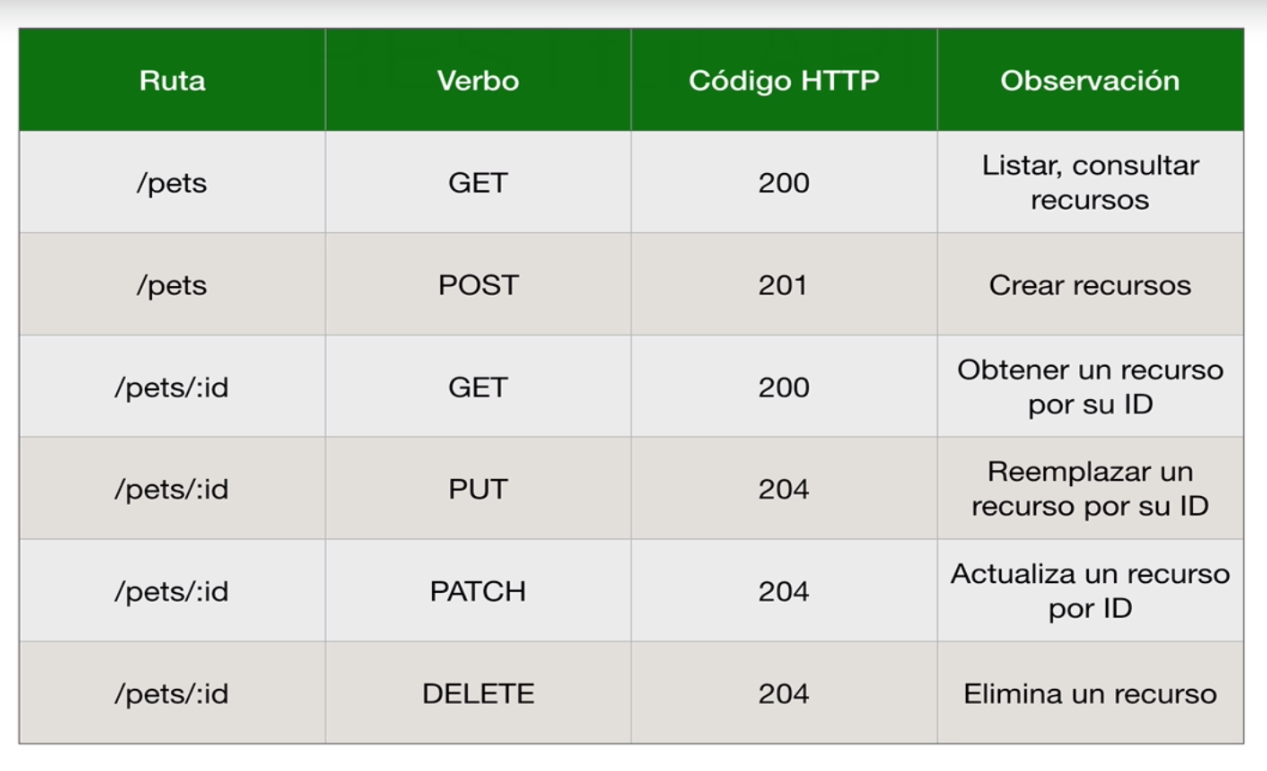 Ruta Verbo Código HTTP Observación
/pets GET 200 Listar, consultar
recursos
/pets POST 201 Crear recursos
/pets/:id GET 200 Obtener un recurso
por su ID
/pets/:id PUT 204 Reemplazar un
recurso por su ID
/pets/:id PATCH 204 Actualiza un recurso
por ID
/pets/:id DELETE 204 Elimina un recurso